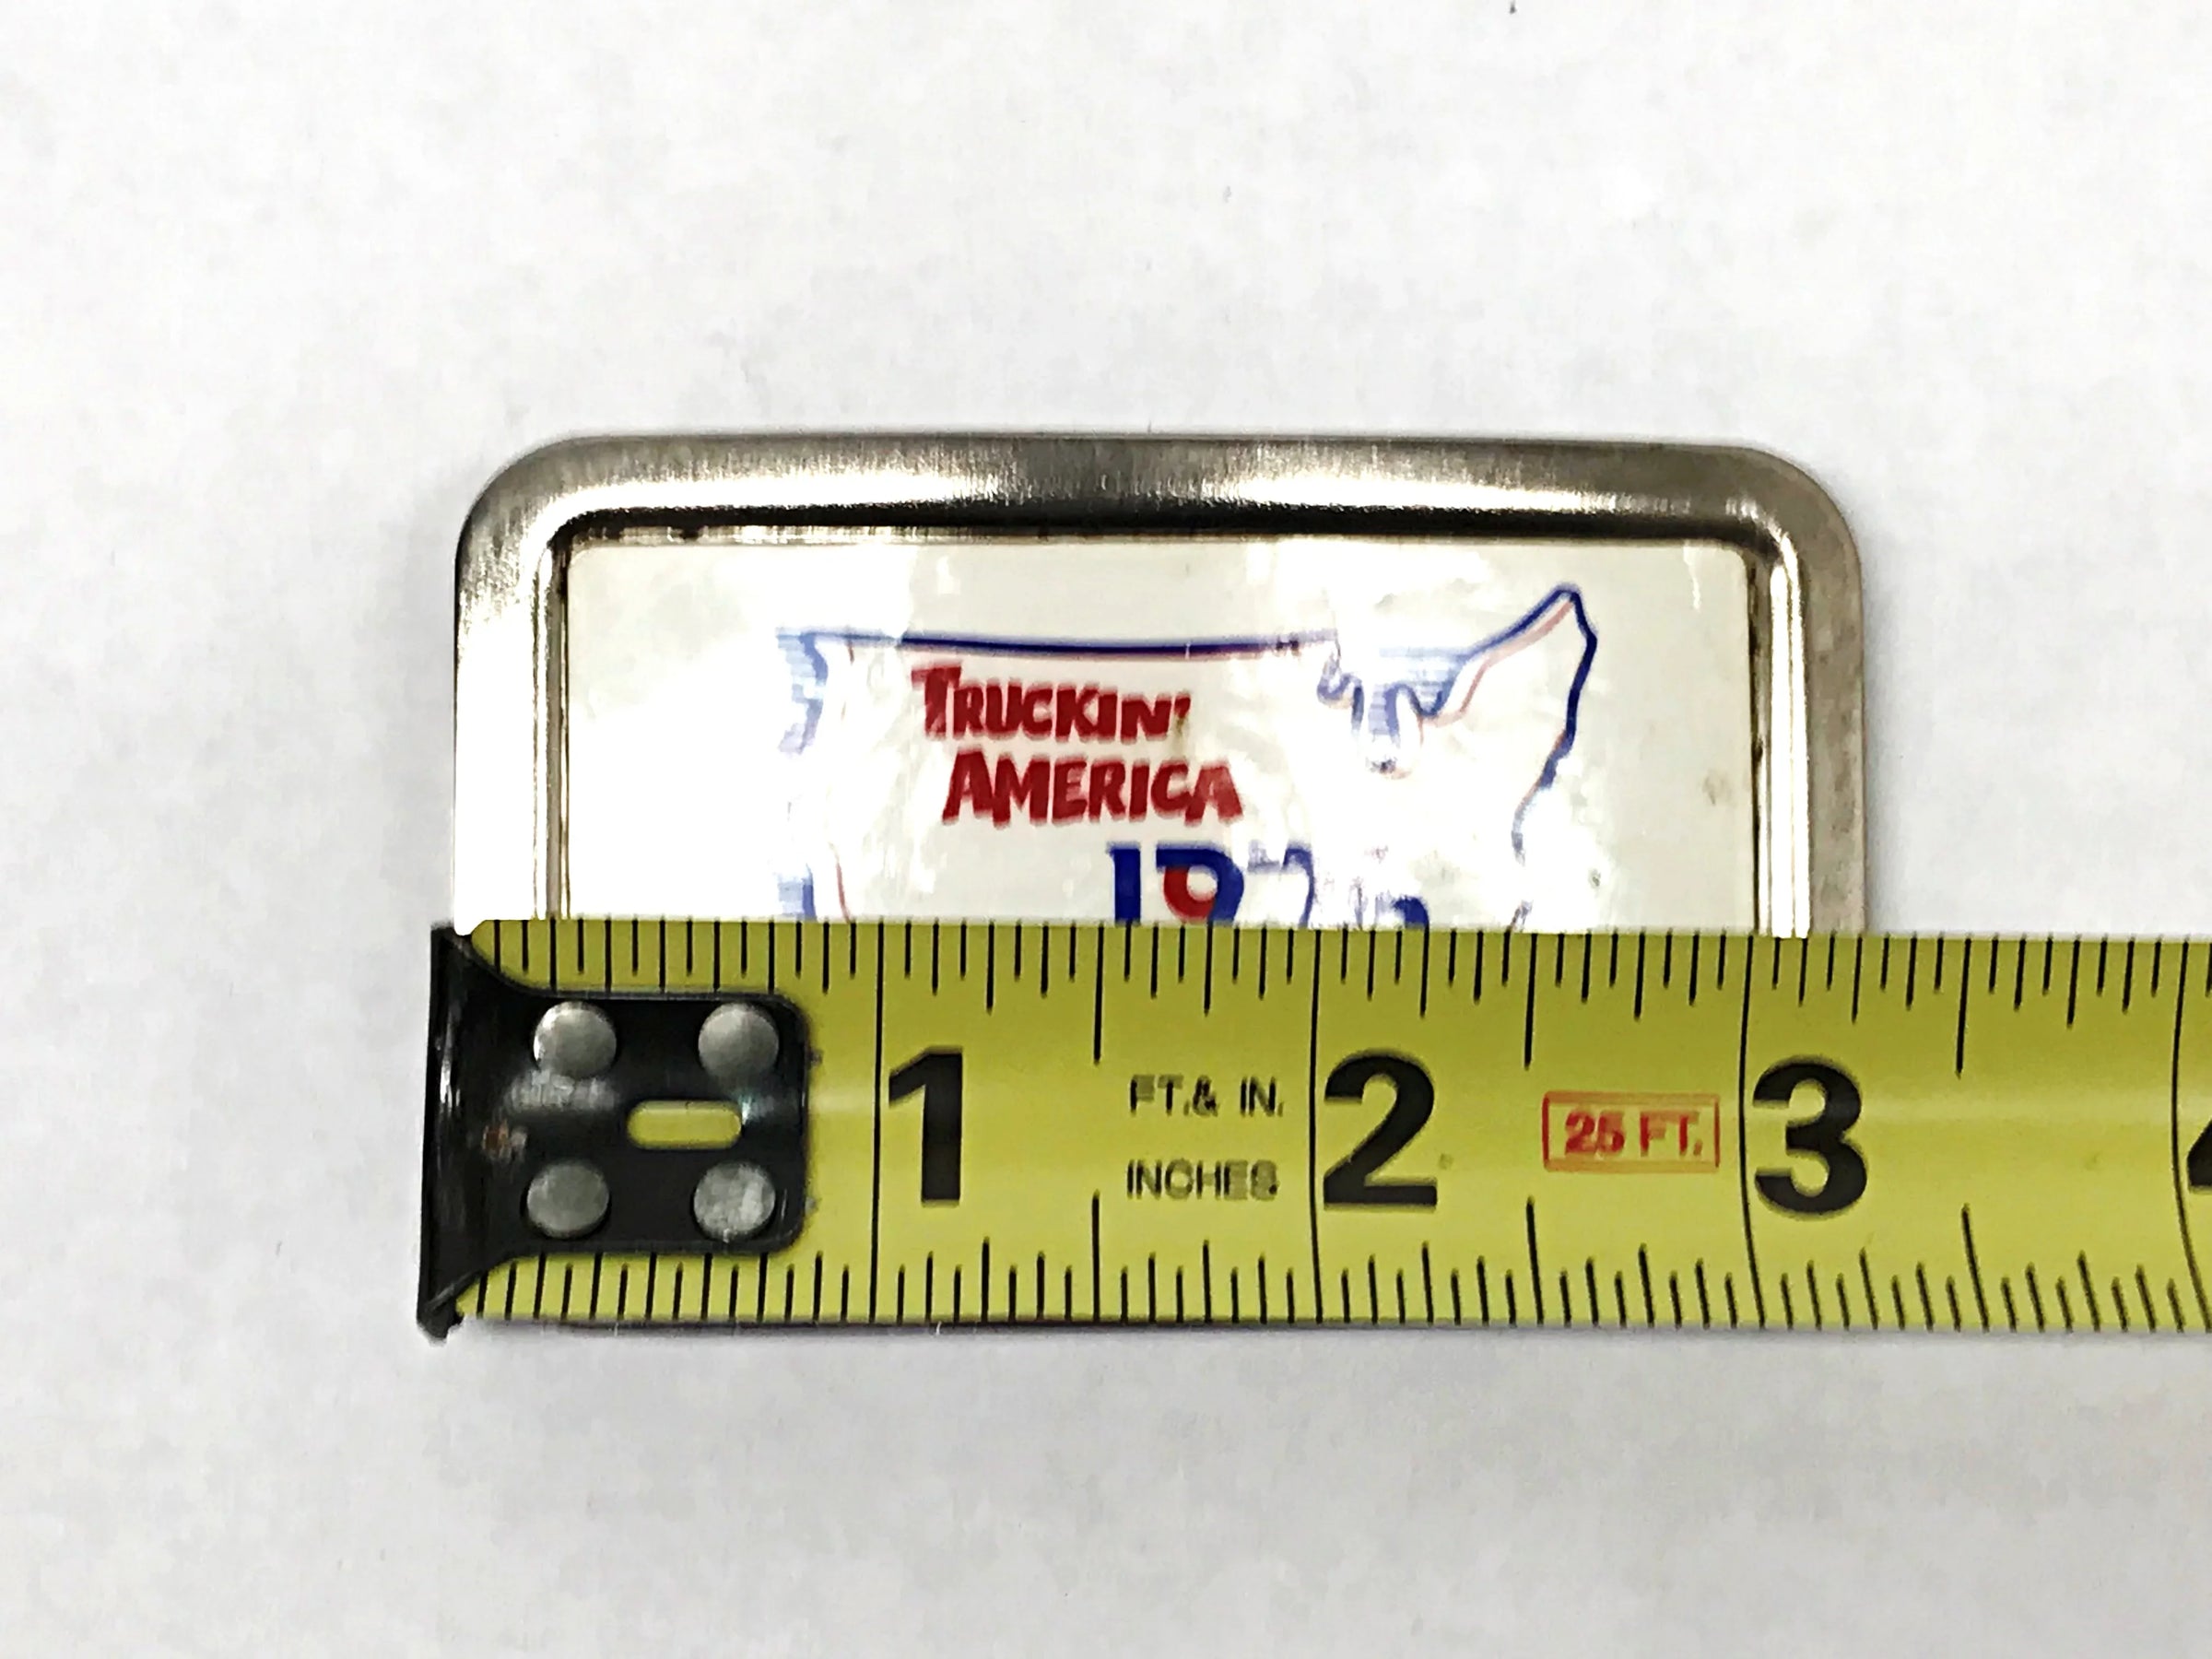 TRUCKIN'
AMERICA
1 2 3
FT.& IN.
INCHES
25 FT.